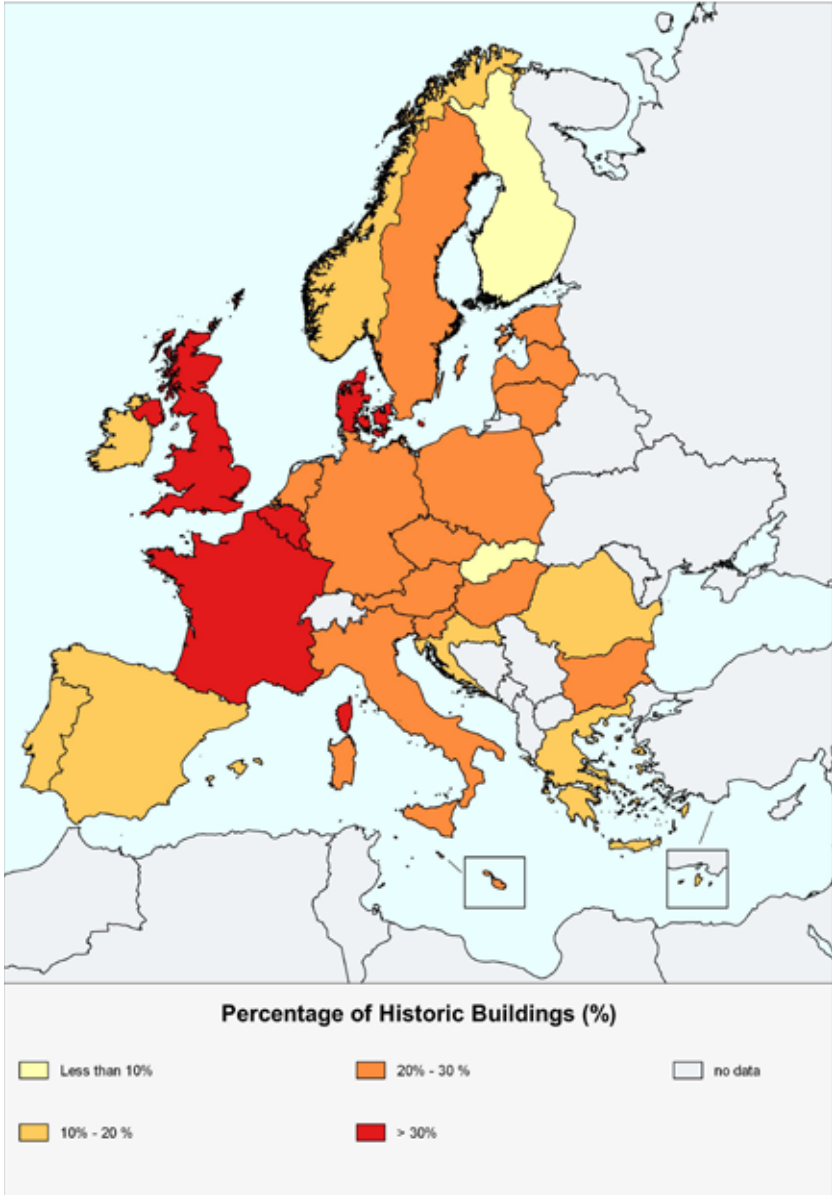 Percentage of Historic Buildings (%)
Less than 10%
20% - 30 %
no data
10% - 20 %
> 30%